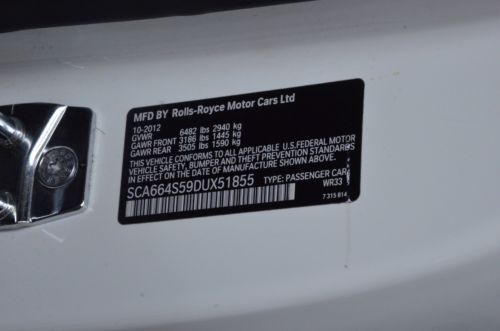 MFD BY Rolls-Royce Motor Cars Ltd
10-2012
GVWR 6482 lbs 2940 kg
GAWR FRONT 3186 lbs 1445 kg
GAWR REAR 3505 lbs 1590 kg
THIS VEHICLE CONFORMS TO ALL APPLICABLE U.S.FEDERAL MOTOR
VEHICLE SAFETY, BUMPER AND THEFT PREVENTION STANDARDS
IN EFFECT ON THE DATE OF MANUFACTURE SHOWN ABOVE.
SCA664S59DUX51855 TYPE: PASSENGER CAR
WR33
7 315 814